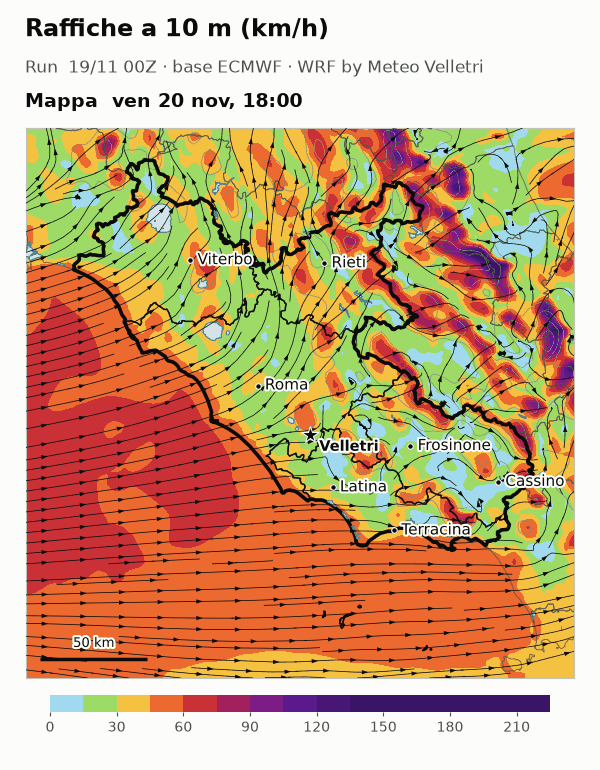 Raffiche a 10 m (km/h)
Run  19/11 00Z · base ECMWF · WRF by Meteo Velletri
Mappa  ven 20 nov, 18:00
Viterbo
Rieti
Roma
Velletri
Frosinone
Latina
Cassino
Terracina
50 km
0 30 60 90 120 150 180 210